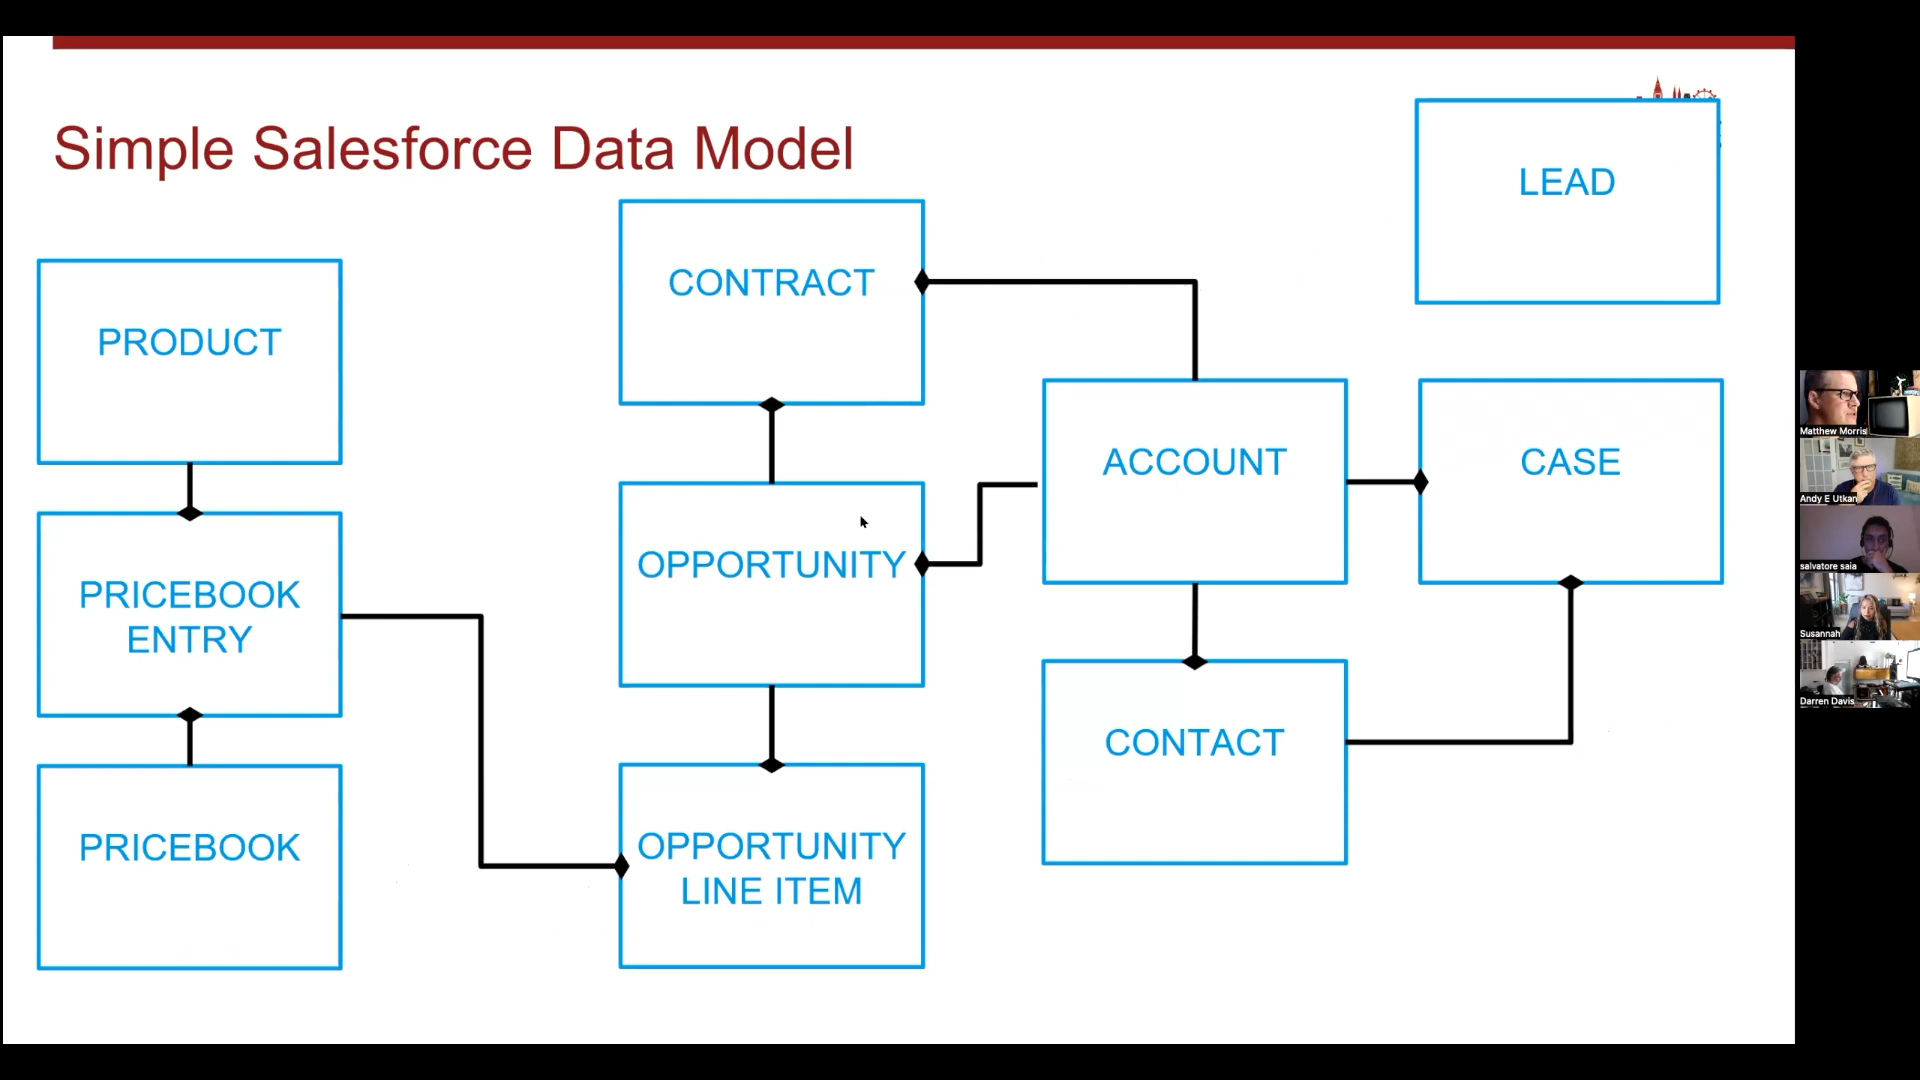 Simple Salesforce Data Model
LEAD
CONTRACT
PRODUCT
ACCOUNT
CASE
OPPORTUNITY
PRICEBOOK
ENTRY
CONTACT
PRICEBOOK
OPPORTUNITY
LINE ITEM
Matthew Morris
Andy E Utkan
salvatore saia
Susannah
Darren Davis